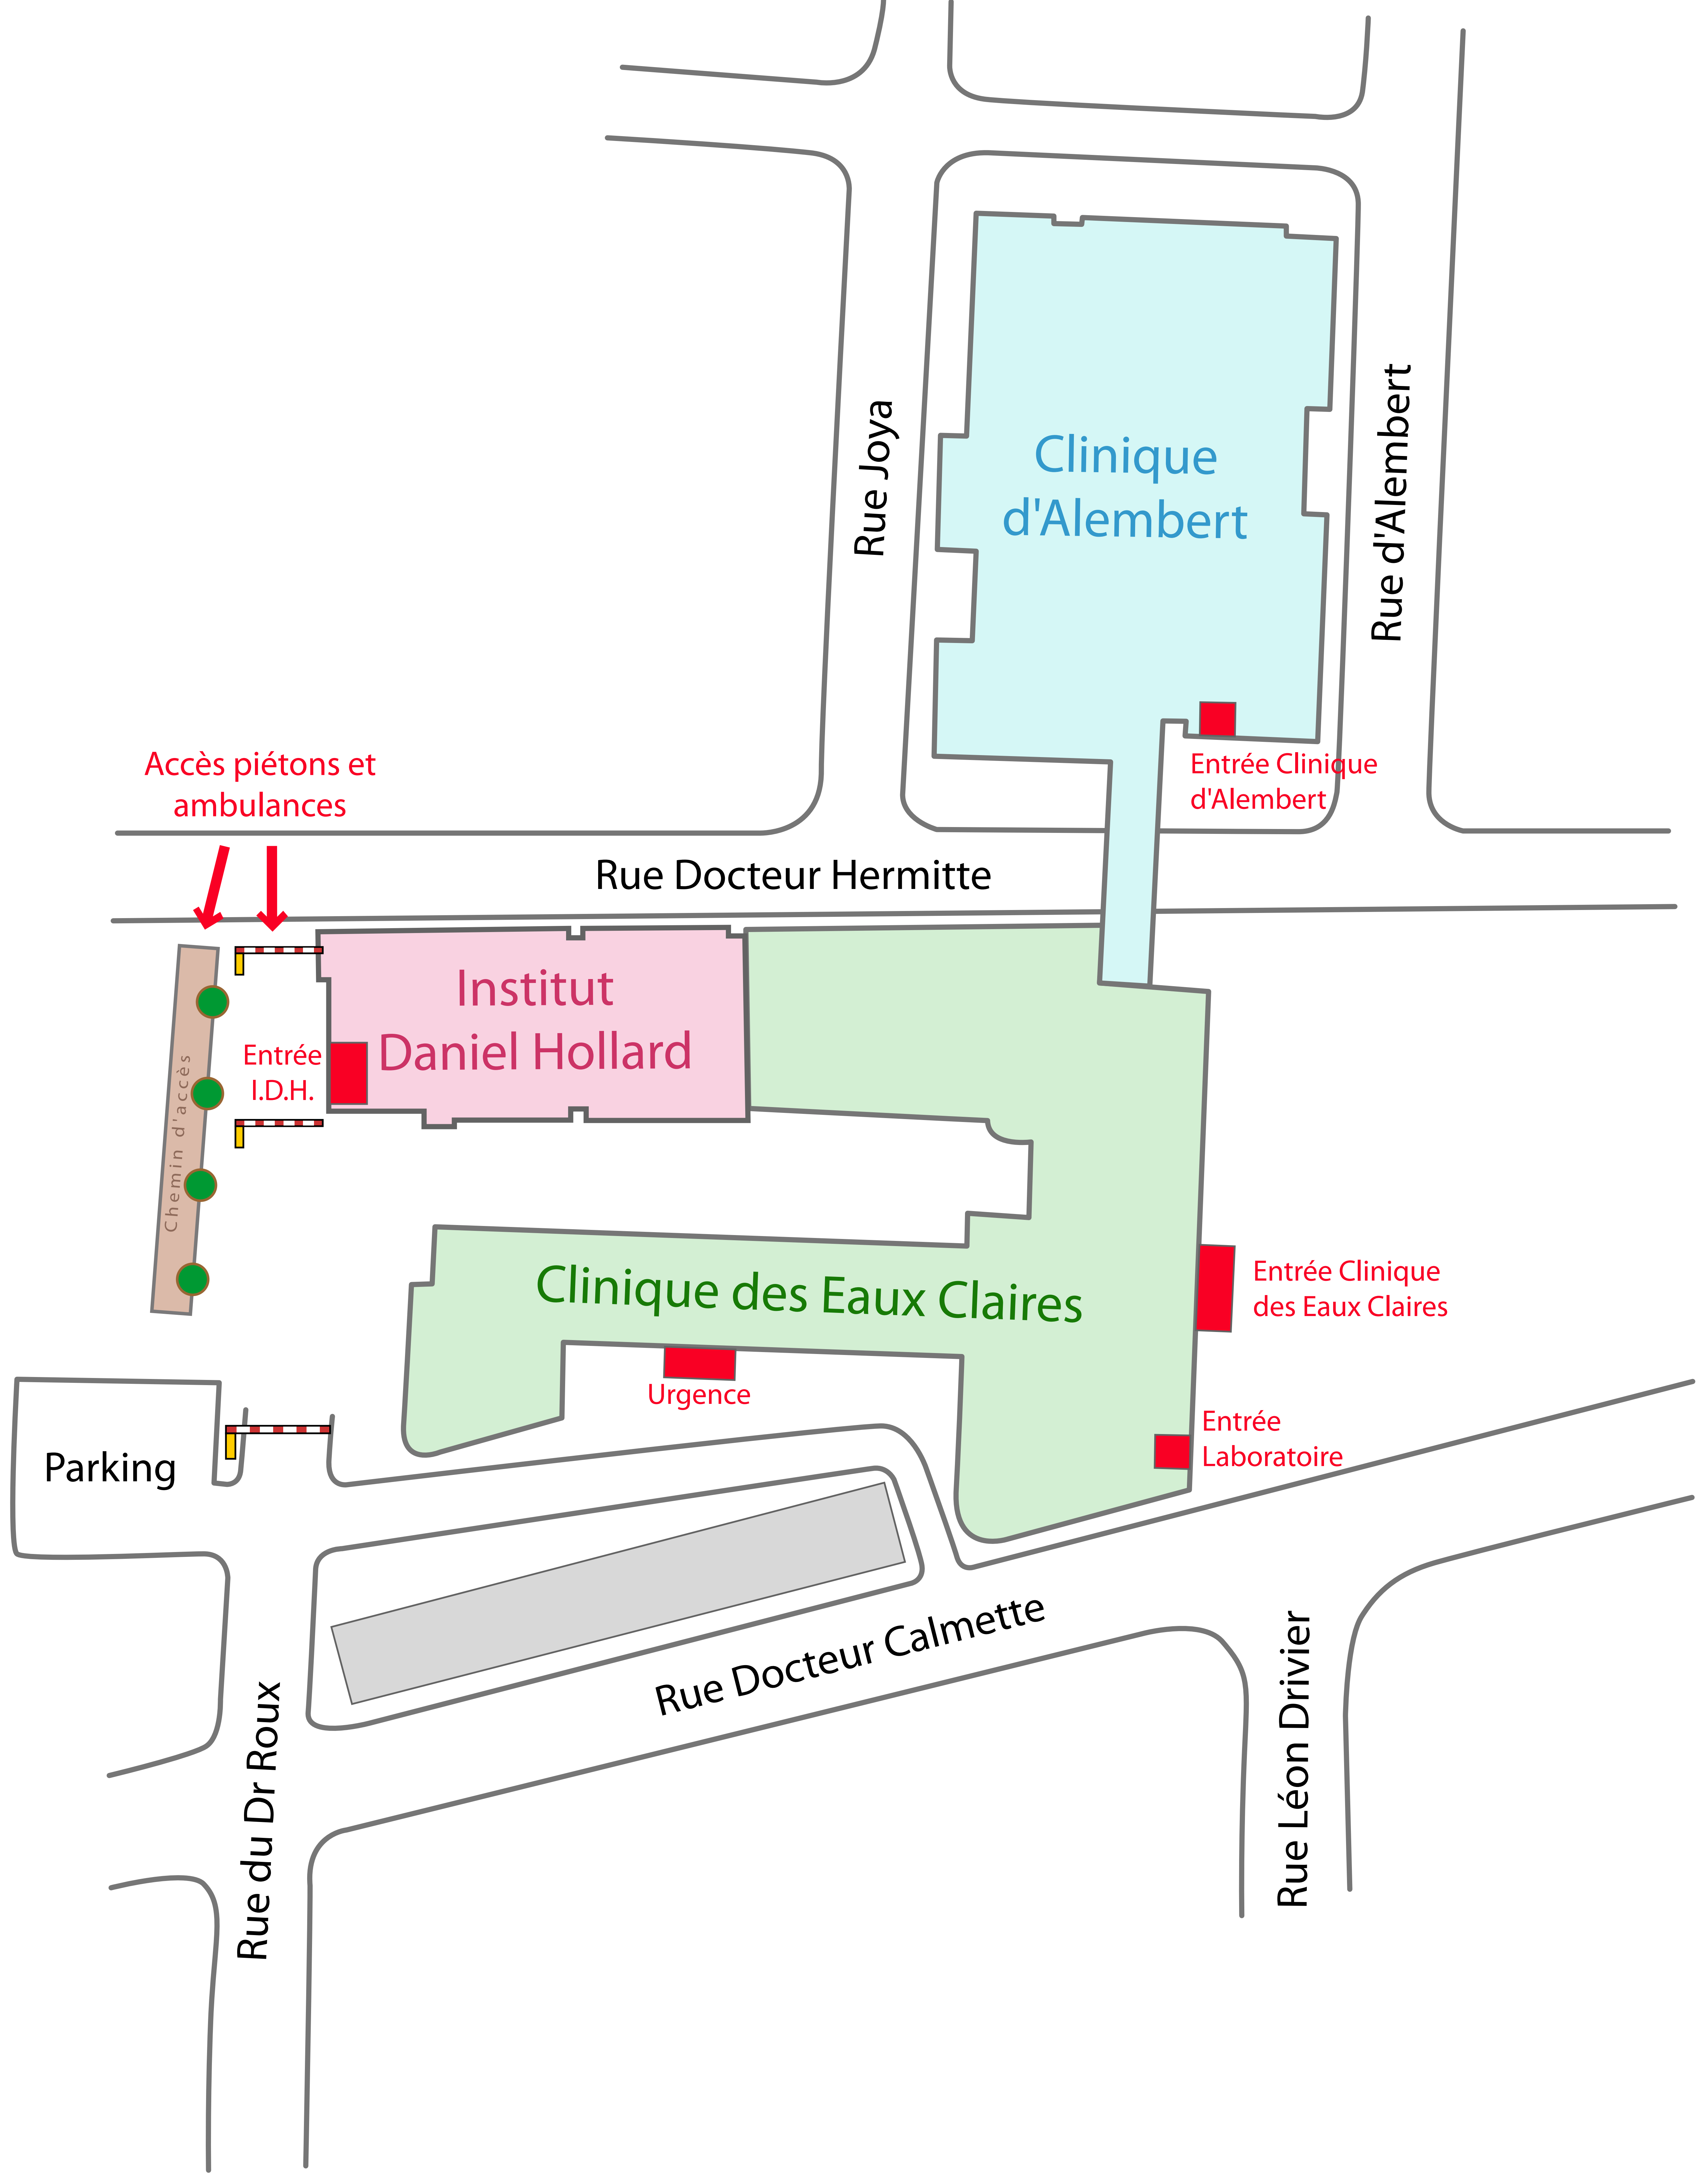 Rue Joya
Clinique
d'Alembert
Rue d'Alembert
Entrée Clinique
d'Alembert
Accès piétons et
ambulances
Rue Docteur Hermitte
Institut
Daniel Hollard
Entrée
I.D.H.
Chemin d'accès
Clinique des Eaux Claires
Entrée Clinique
des Eaux Claires
Urgence
Entrée
Laboratoire
Parking
Rue Docteur Calmette
Rue du Dr Roux
Rue Léon Drivier